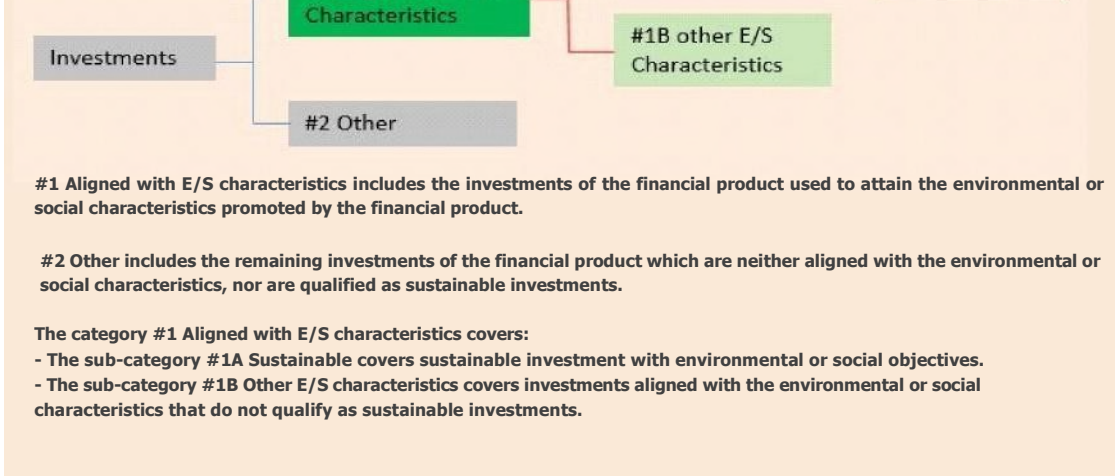 Characteristics
#1B other E/S
Characteristics
Investments
#2 Other
#1 Aligned with E/S characteristics includes the investments of the financial product used to attain the environmental or
social characteristics promoted by the financial product.
#2 Other includes the remaining investments of the financial product which are neither aligned with the environmental or
social characteristics, nor are qualified as sustainable investments.
The category #1 Aligned with E/S characteristics covers:
- The sub-category #1A Sustainable covers sustainable investment with environmental or social objectives.
- The sub-category #1B Other E/S characteristics covers investments aligned with the environmental or social
characteristics that do not qualify as sustainable investments.